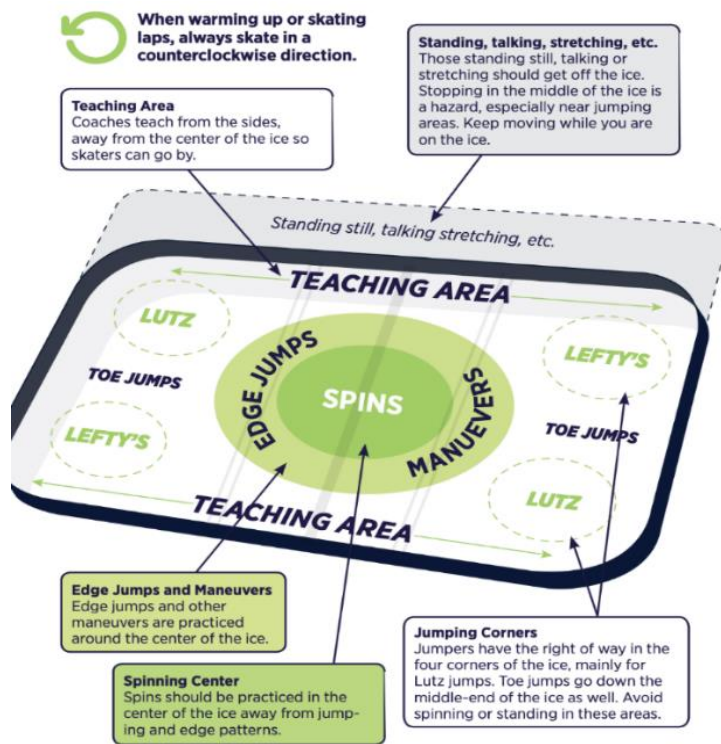 When warming up or skating
laps, always skate in a
counterclockwise direction.
Standing, talking, stretching, etc.
Those standing still, talking or
stretching should get off the ice.
Stopping in the middle of the ice is
a hazard, especially near jumping
areas. Keep moving while you are
on the ice.
Teaching Area
Coaches teach from the sides,
away from the center of the ice so
skaters can go by.
Standing still, talking stretching, etc.
TEACHING AREA
LUTZ
LEFTY'S
TOE JUMPS
EDGE JUMPS
SPINS
MANUEVERS
TOE JUMPS
LEFTY'S
LUTZ
TEACHING AREA
Edge Jumps and Maneuvers
Edge jumps and other
maneuvers are practiced
around the center of the ice.
Jumping Corners
Jumpers have the right of way in the
four corners of the ice, mainly for
Lutz jumps. Toe jumps go down the
middle-end of the ice as well. Avoid
spinning or standing in these areas.
Spinning Center
Spins should be practiced in the
center of the ice away from jump-
ing and edge patterns.